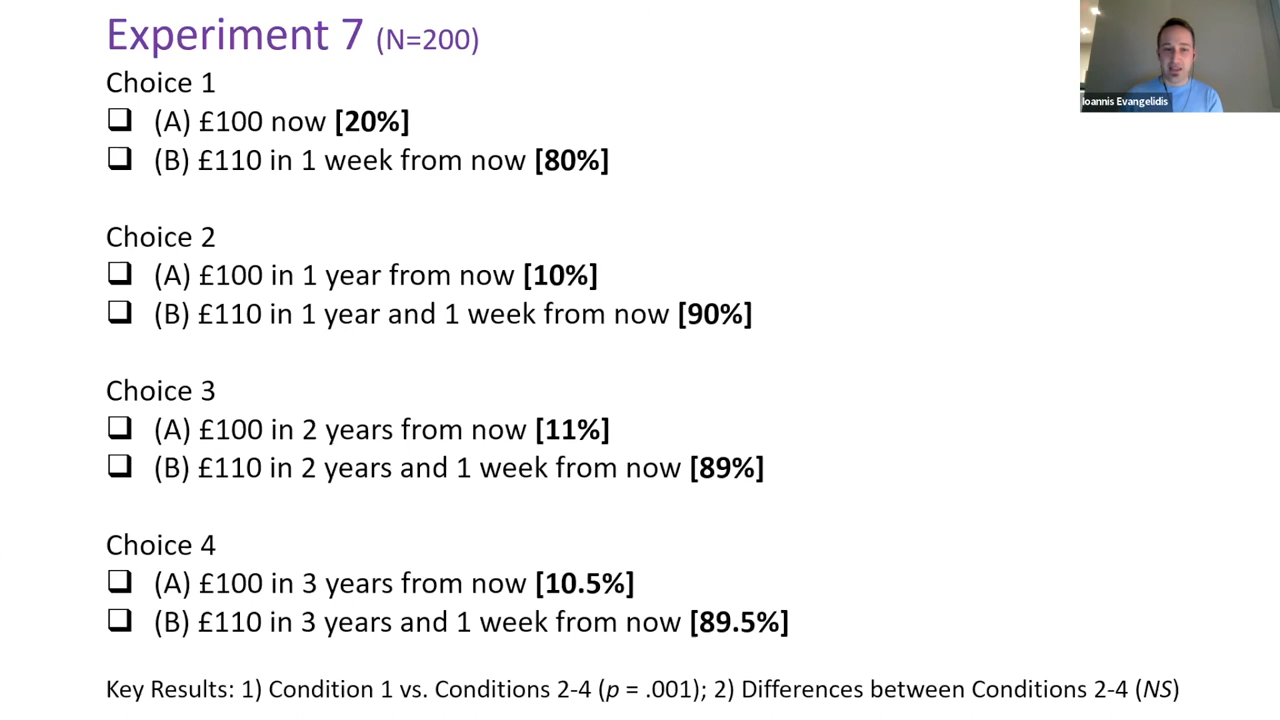 Experiment 7 (N=200)
Ioannis Evangelidis
Choice 1
(A) £100 now [20%]
(B) £110 in 1 week from now [80%]
Choice 2
(A) £100 in 1 year from now [10%]
(B) £110 in 1 year and 1 week from now [90%]
Choice 3
(A) £100 in 2 years from now [11%]
(B) £110 in 2 years and 1 week from now [89%]
Choice 4
(A) £100 in 3 years from now [10.5%]
(B) £110 in 3 years and 1 week from now [89.5%]
Key Results: 1) Condition 1 vs. Conditions 2-4 (p = .001); 2) Differences between Conditions 2-4 (NS)